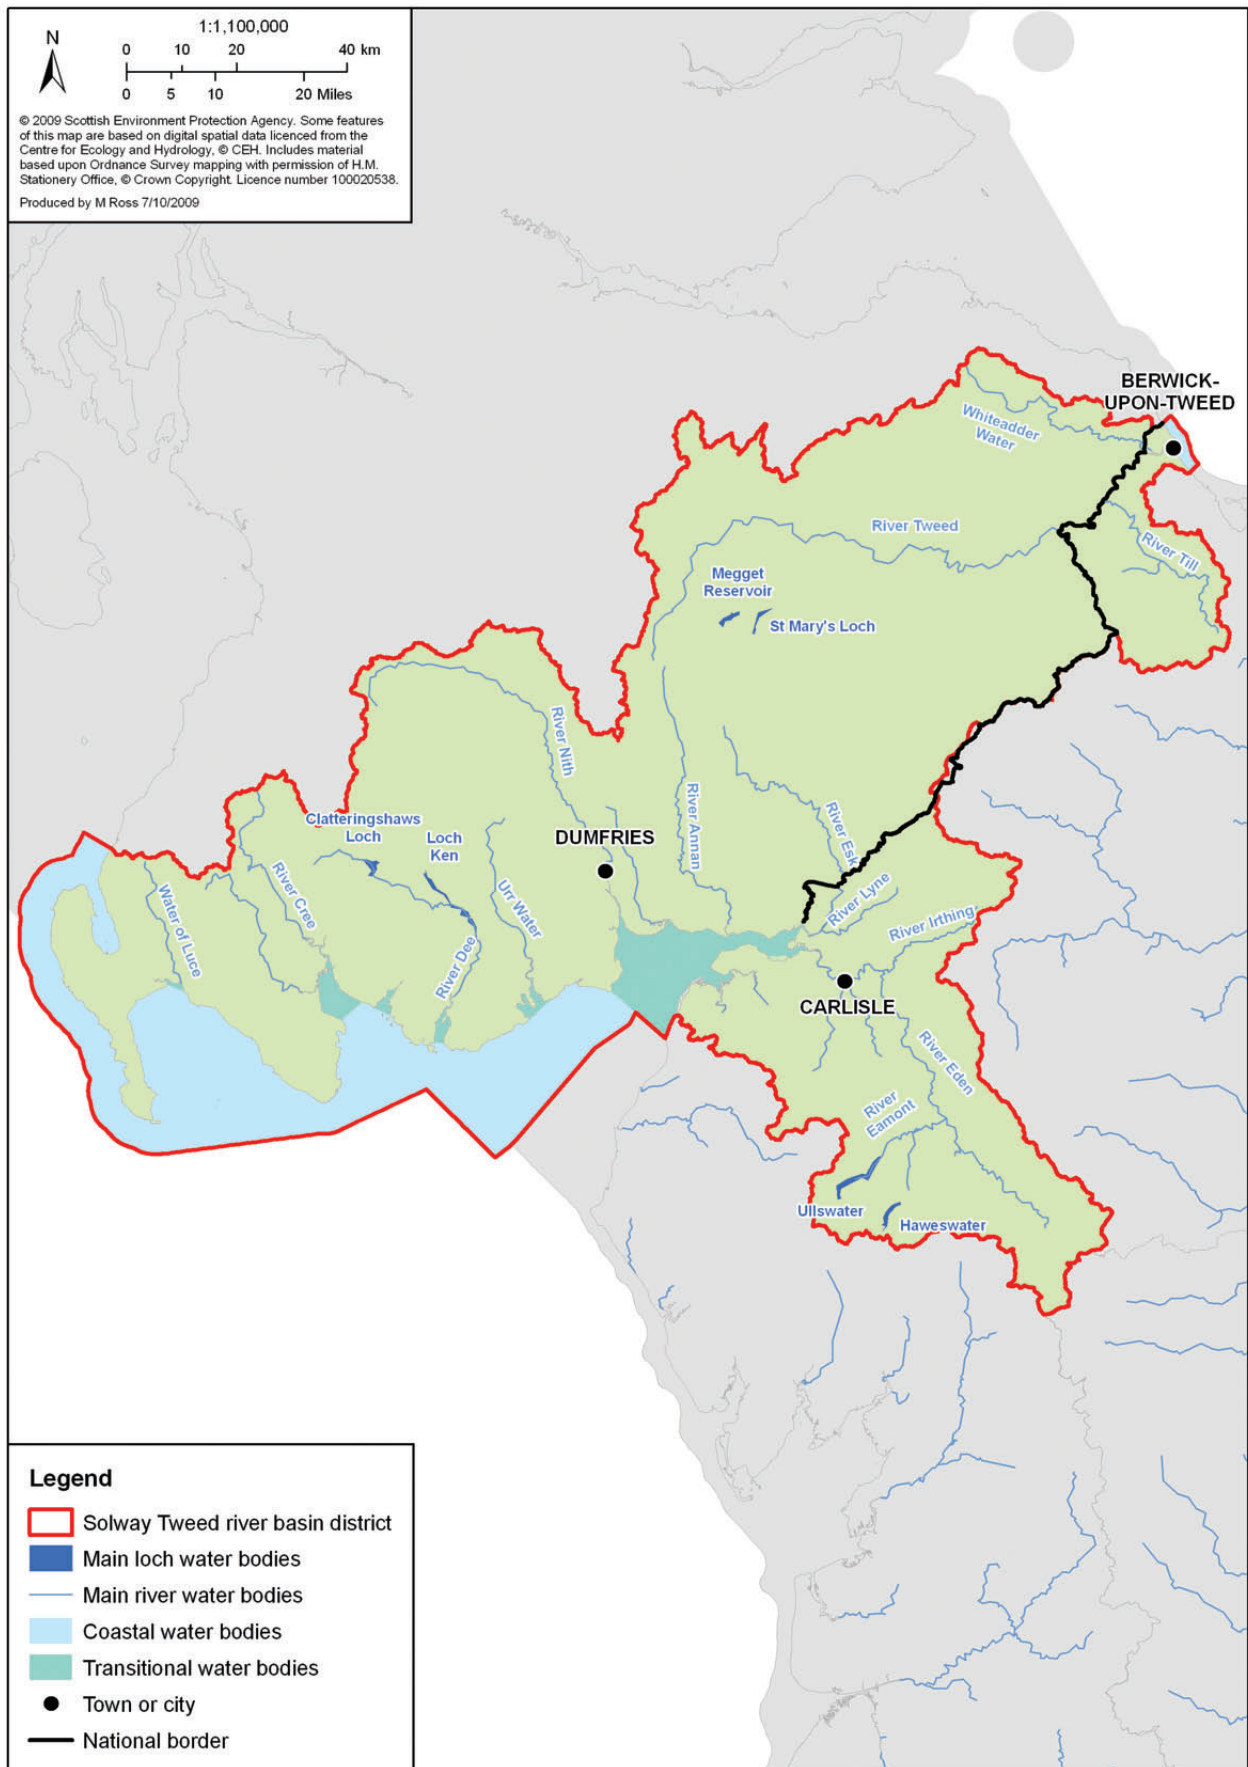 1:1,100,000
N
0 10 20 40 km
0 5 10 20 Miles
© 2009 Scottish Environment Protection Agency. Some features
of this map are based on digital spatial data licenced from the
Centre for Ecology and Hydrology, © CEH. Includes material
based upon Ordnance Survey mapping with permission of H.M.
Stationery Office, © Crown Copyright. Licence number 100020538.
Produced by M Ross 7/10/2009
BERWICK-
UPON-TWEED
Whiteadder
Water
River Tweed
River Till
Megget
Reservoir
St Mary's Loch
River Nith
River Annan
River Esk
Clatteringshaws
Loch
Loch
Ken
DUMFRIES
River Lyne
River Irthing
Water of Luce
River Cree
River Dee
Urr Water
CARLISLE
River Eden
River
Eamont
Ullswater
Haweswater
Legend
Solway Tweed river basin district
Main loch water bodies
Main river water bodies
Coastal water bodies
Transitional water bodies
Town or city
National border